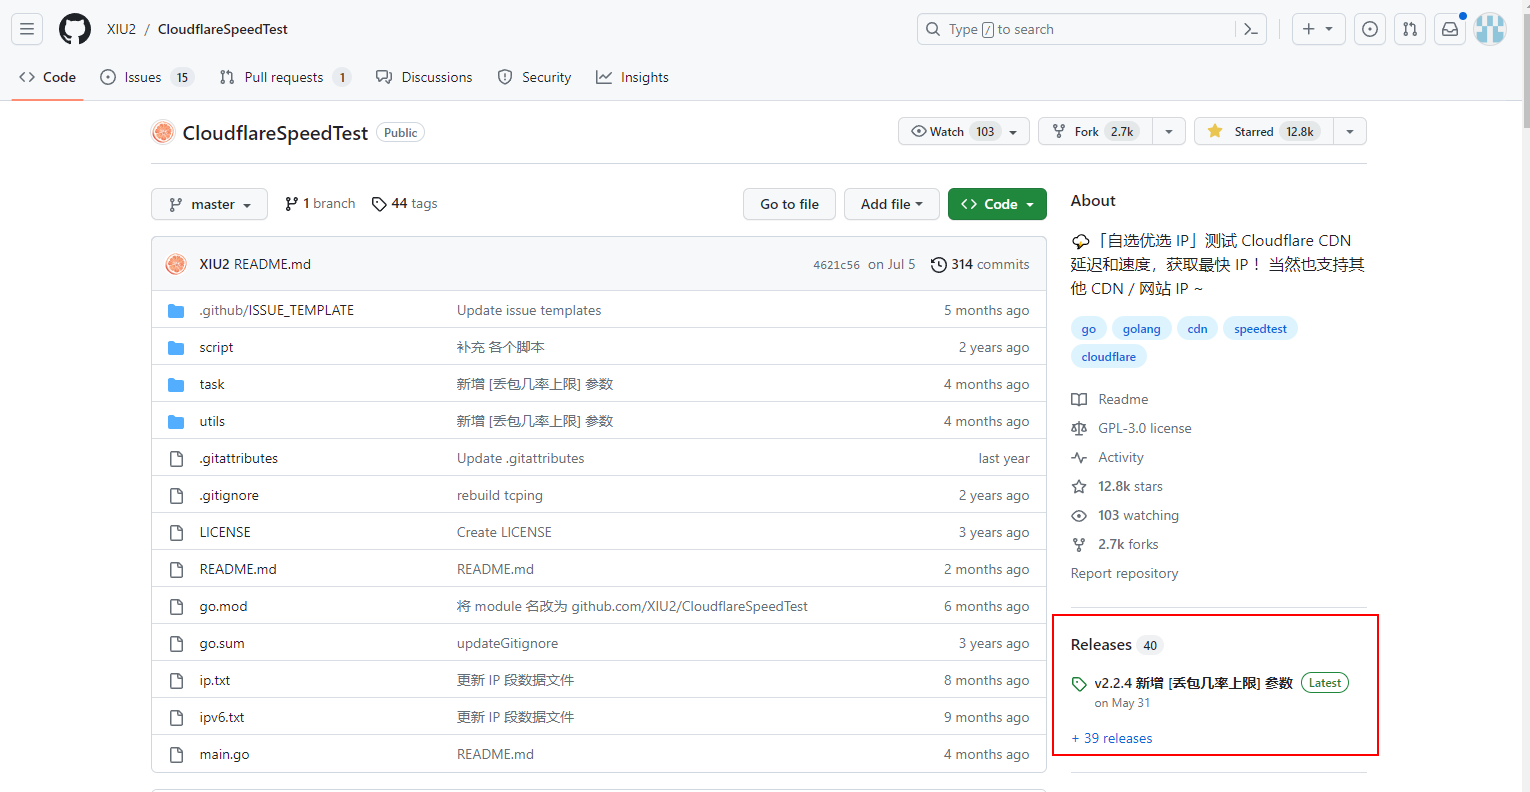 XIU2 / CloudflareSpeedTest
Type / to search
Code
Issues 15
Pull requests 1
Discussions
Security
Insights
CloudflareSpeedTest Public
Watch 103
Fork 2.7k
Starred 12.8k
master
1 branch
44 tags
Go to file
Add file
Code
XIU2 README.md
4621c56 on Jul 5
314 commits
.github/ISSUE_TEMPLATE Update issue templates 5 months ago
script 补充 各个脚本 2 years ago
task 新增 [丢包几率上限] 参数 4 months ago
utils 新增 [丢包几率上限] 参数 4 months ago
.gitattributes Update .gitattributes last year
.gitignore rebuild tcping 2 years ago
LICENSE Create LICENSE 3 years ago
README.md README.md 2 months ago
go.mod 将 module 名改为 github.com/XIU2/CloudflareSpeedTest 6 months ago
go.sum updateGitignore 3 years ago
ip.txt 更新 IP 段数据文件 8 months ago
ipv6.txt 更新 IP 段数据文件 9 months ago
main.go README.md 4 months ago
About
「自选优选 IP」测试 Cloudflare CDN
延迟和速度，获取最快 IP ！当然也支持其
他 CDN / 网站 IP ~
go golang cdn speedtest
cloudflare
Readme
GPL-3.0 license
Activity
12.8k stars
103 watching
2.7k forks
Report repository
Releases 40
v2.2.4 新增 [丢包几率上限] 参数 Latest
on May 31
+ 39 releases